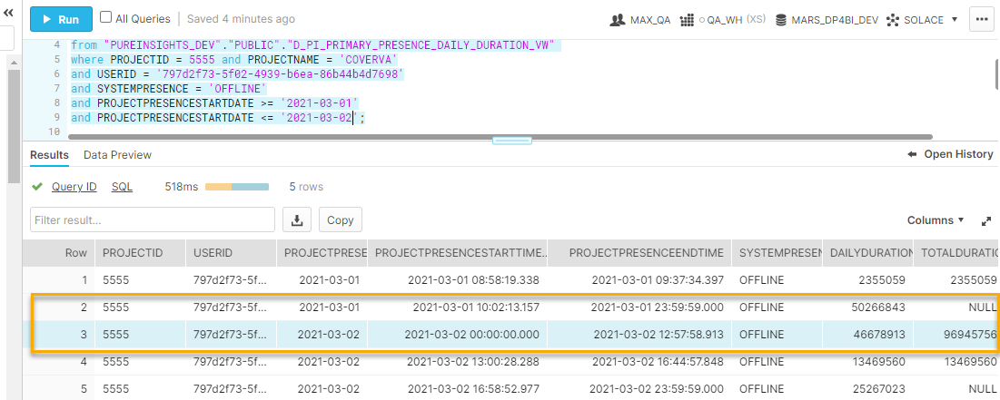 Run All Queries Saved 4 minutes ago MAX_QA QA_WH (XS) MARS_DP4BI_DEV SOLACE
4 from "PUREINSIGHTS_DEV"."PUBLIC"."D_PI_PRIMARY_PRESENCE_DAILY_DURATION_VW"
5 where PROJECTID = 5555 and PROJECTNAME = 'COVERVA'
6 and USERID = '797d2f73-5f02-4939-b6ea-86b44b4d7698'
7 and SYSTEMPRESENCE = 'OFFLINE'
8 and PROJECTPRESENCESTARTDATE >= '2021-03-01'
9 and PROJECTPRESENCESTARTDATE <= '2021-03-02';
10
Results Data Preview Open History
Query ID SQL 518ms 5 rows
Filter result... Copy Columns
Row PROJECTID USERID PROJECTPRESE PROJECTPRESENCESTARTTIME... PROJECTPRESENCEENDTIME SYSTEMPRESEN DAILYDURATION TOTALDURATIO
1 5555 797d2f73-5f... 2021-03-01 2021-03-01 08:58:19.338 2021-03-01 09:37:34.397 OFFLINE 2355059 2355059
2 5555 797d2f73-5f... 2021-03-01 2021-03-01 10:02:13.157 2021-03-01 23:59:59.000 OFFLINE 50266843 NULL
3 5555 797d2f73-5f... 2021-03-02 2021-03-02 00:00:00.000 2021-03-02 12:57:58.913 OFFLINE 46678913 96945756
4 5555 797d2f73-5f... 2021-03-02 2021-03-02 13:00:28.288 2021-03-02 16:44:57.848 OFFLINE 13469560 13469560
5 5555 797d2f73-5f... 2021-03-02 2021-03-02 16:58:52.977 2021-03-02 23:59:59.000 OFFLINE 25267023 NULL